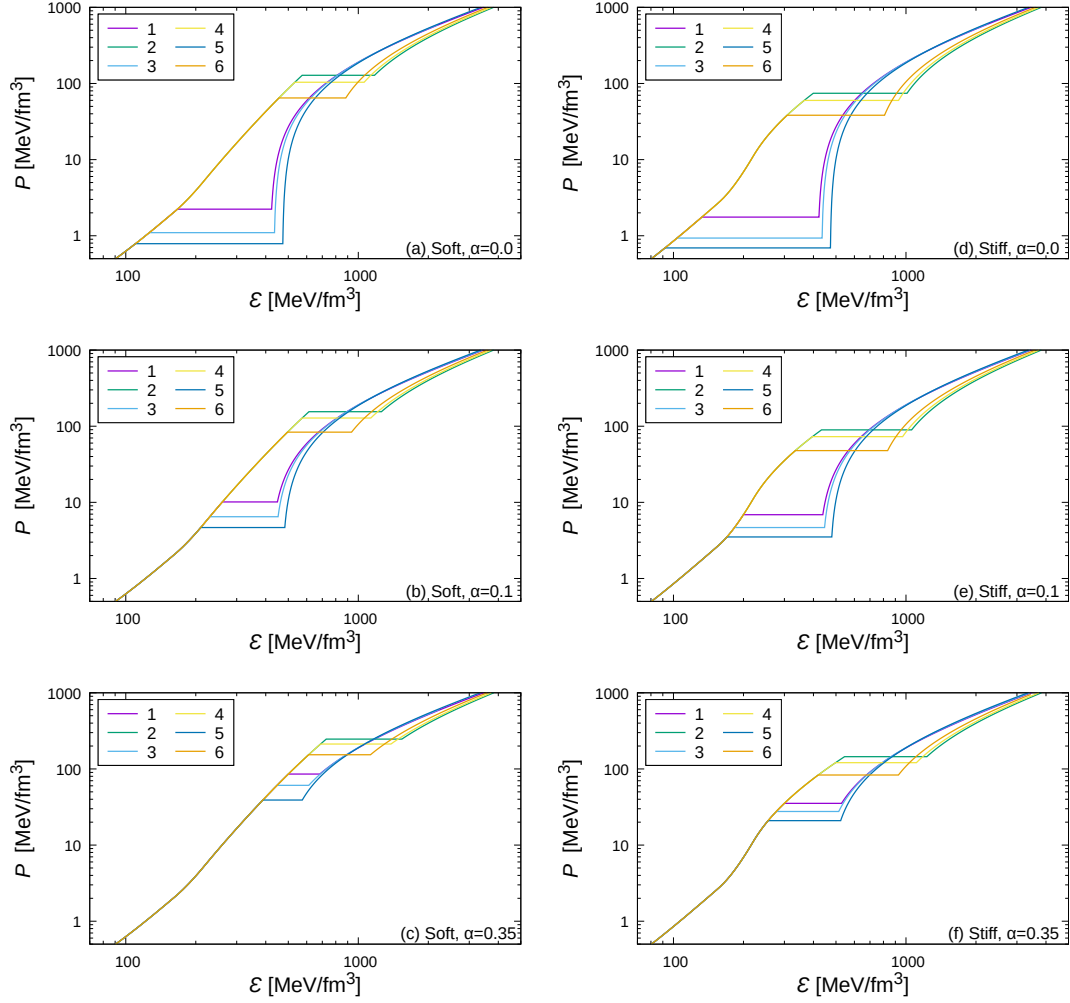 1000
100
10
1
P [MeV/fm³]
1 4
2 5
3 6
(a) Soft, α=0.0
100 1000
ℰ [MeV/fm³]
1000
100
10
1
P [MeV/fm³]
1 4
2 5
3 6
(d) Stiff, α=0.0
100 1000
ℰ [MeV/fm³]
1000
100
10
1
P [MeV/fm³]
1 4
2 5
3 6
(b) Soft, α=0.1
100 1000
ℰ [MeV/fm³]
1000
100
10
1
P [MeV/fm³]
1 4
2 5
3 6
(e) Stiff, α=0.1
100 1000
ℰ [MeV/fm³]
1000
100
10
1
P [MeV/fm³]
1 4
2 5
3 6
(c) Soft, α=0.35
100 1000
ℰ [MeV/fm³]
1000
100
10
1
P [MeV/fm³]
1 4
2 5
3 6
(f) Stiff, α=0.35
100 1000
ℰ [MeV/fm³]